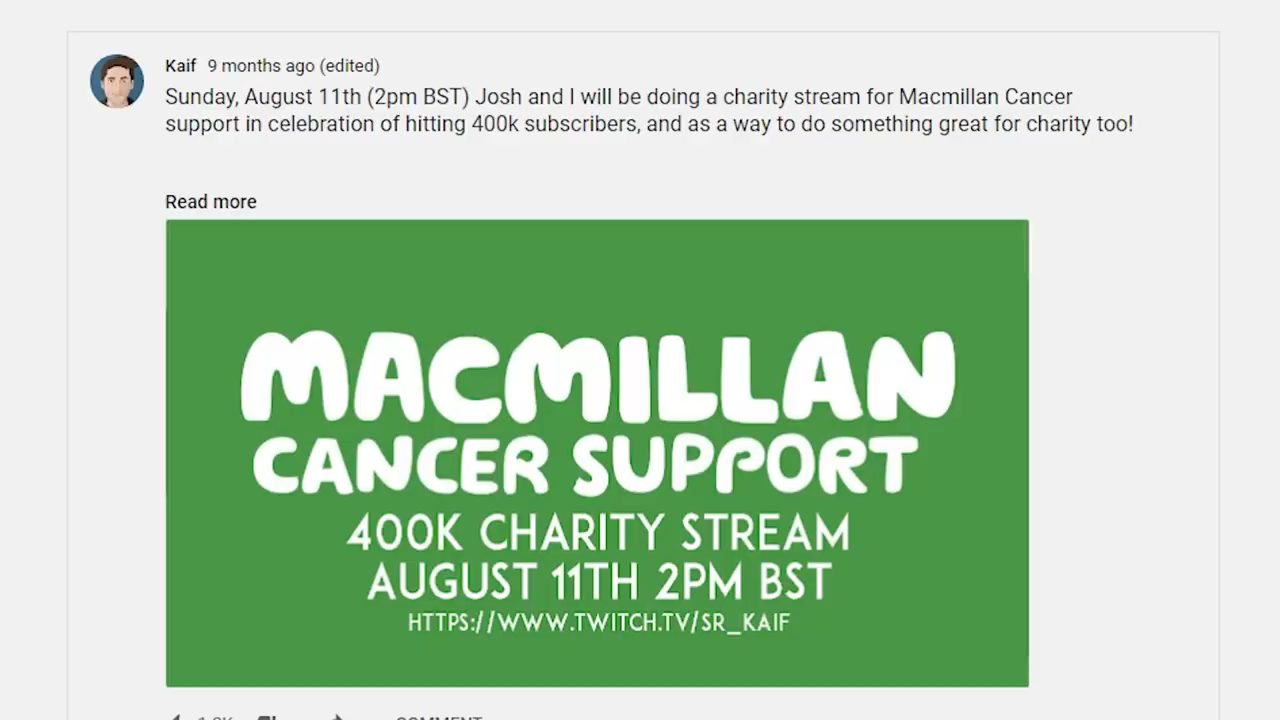 Kaif 9 months ago (edited)
Sunday, August 11th (2pm BST) Josh and I will be doing a charity stream for Macmillan Cancer
support in celebration of hitting 400k subscribers, and as a way to do something great for charity too!
Read more
MACMILLAN
CANCER SUPPORT
400K CHARITY STREAM
AUGUST 11TH 2PM BST
HTTPS://WWW.TWITCH.TV/SR_KAIF
COMMENT